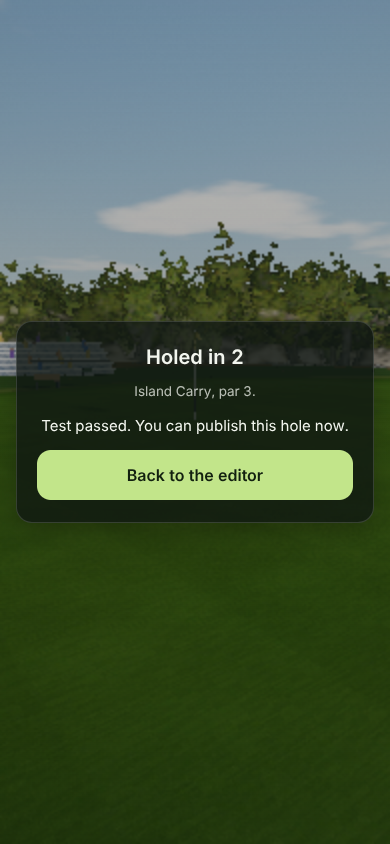 Holed in 2
Island Carry, par 3.
Test passed. You can publish this hole now.
Back to the editor